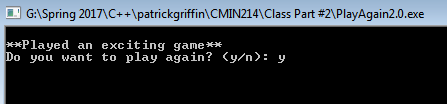 G:\Spring 2017\C++\patrickgriffin\CMIN214\Class Part #2\PlayAgain2.0.exe
**Played an exciting game**
Do you want to play again? (y/n): y